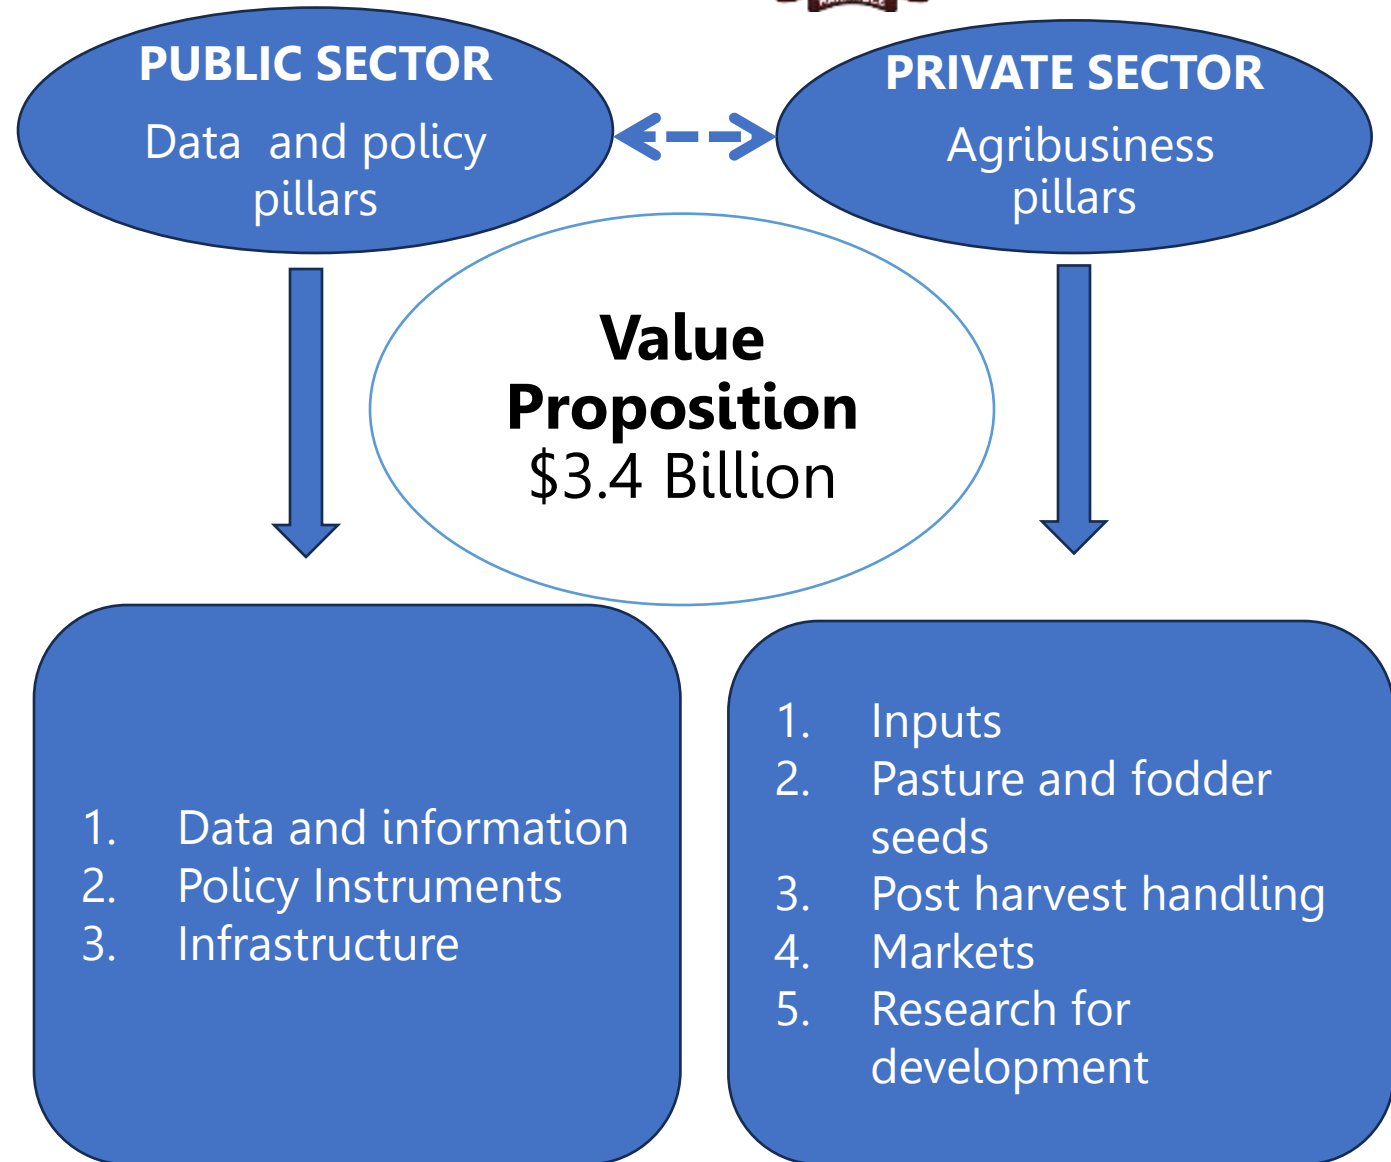 PUBLIC SECTOR
Data and policy
pillars
PRIVATE SECTOR
Agribusiness
pillars
Value
Proposition
$3.4 Billion
1. Data and information
2. Policy Instruments
3. Infrastructure
1. Inputs
2. Pasture and fodder
seeds
3. Post harvest handling
4. Markets
5. Research for
development